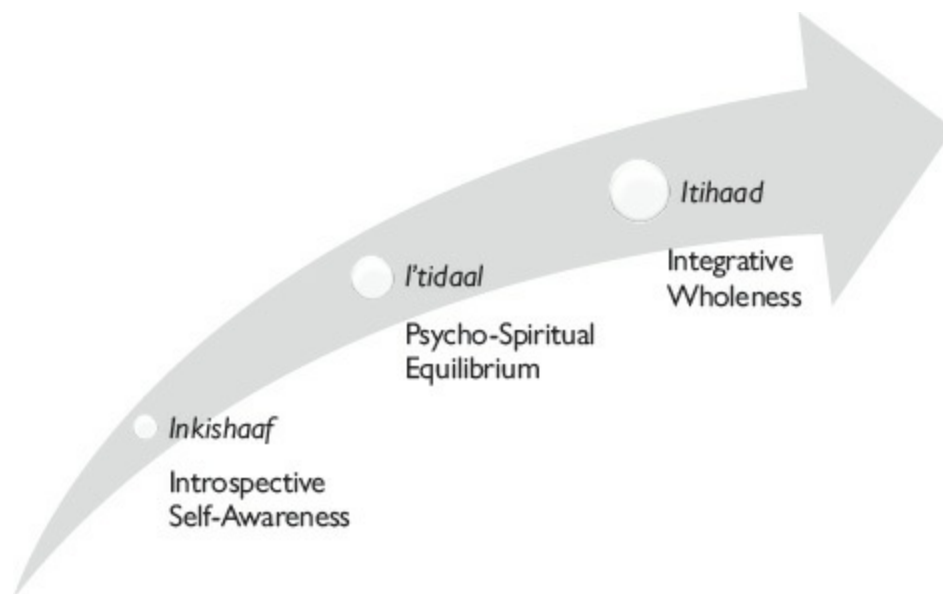 Inkishaaf
Introspective
Self-Awareness
I'tidaal
Psycho-Spiritual
Equilibrium
Itihaad
Integrative
Wholeness